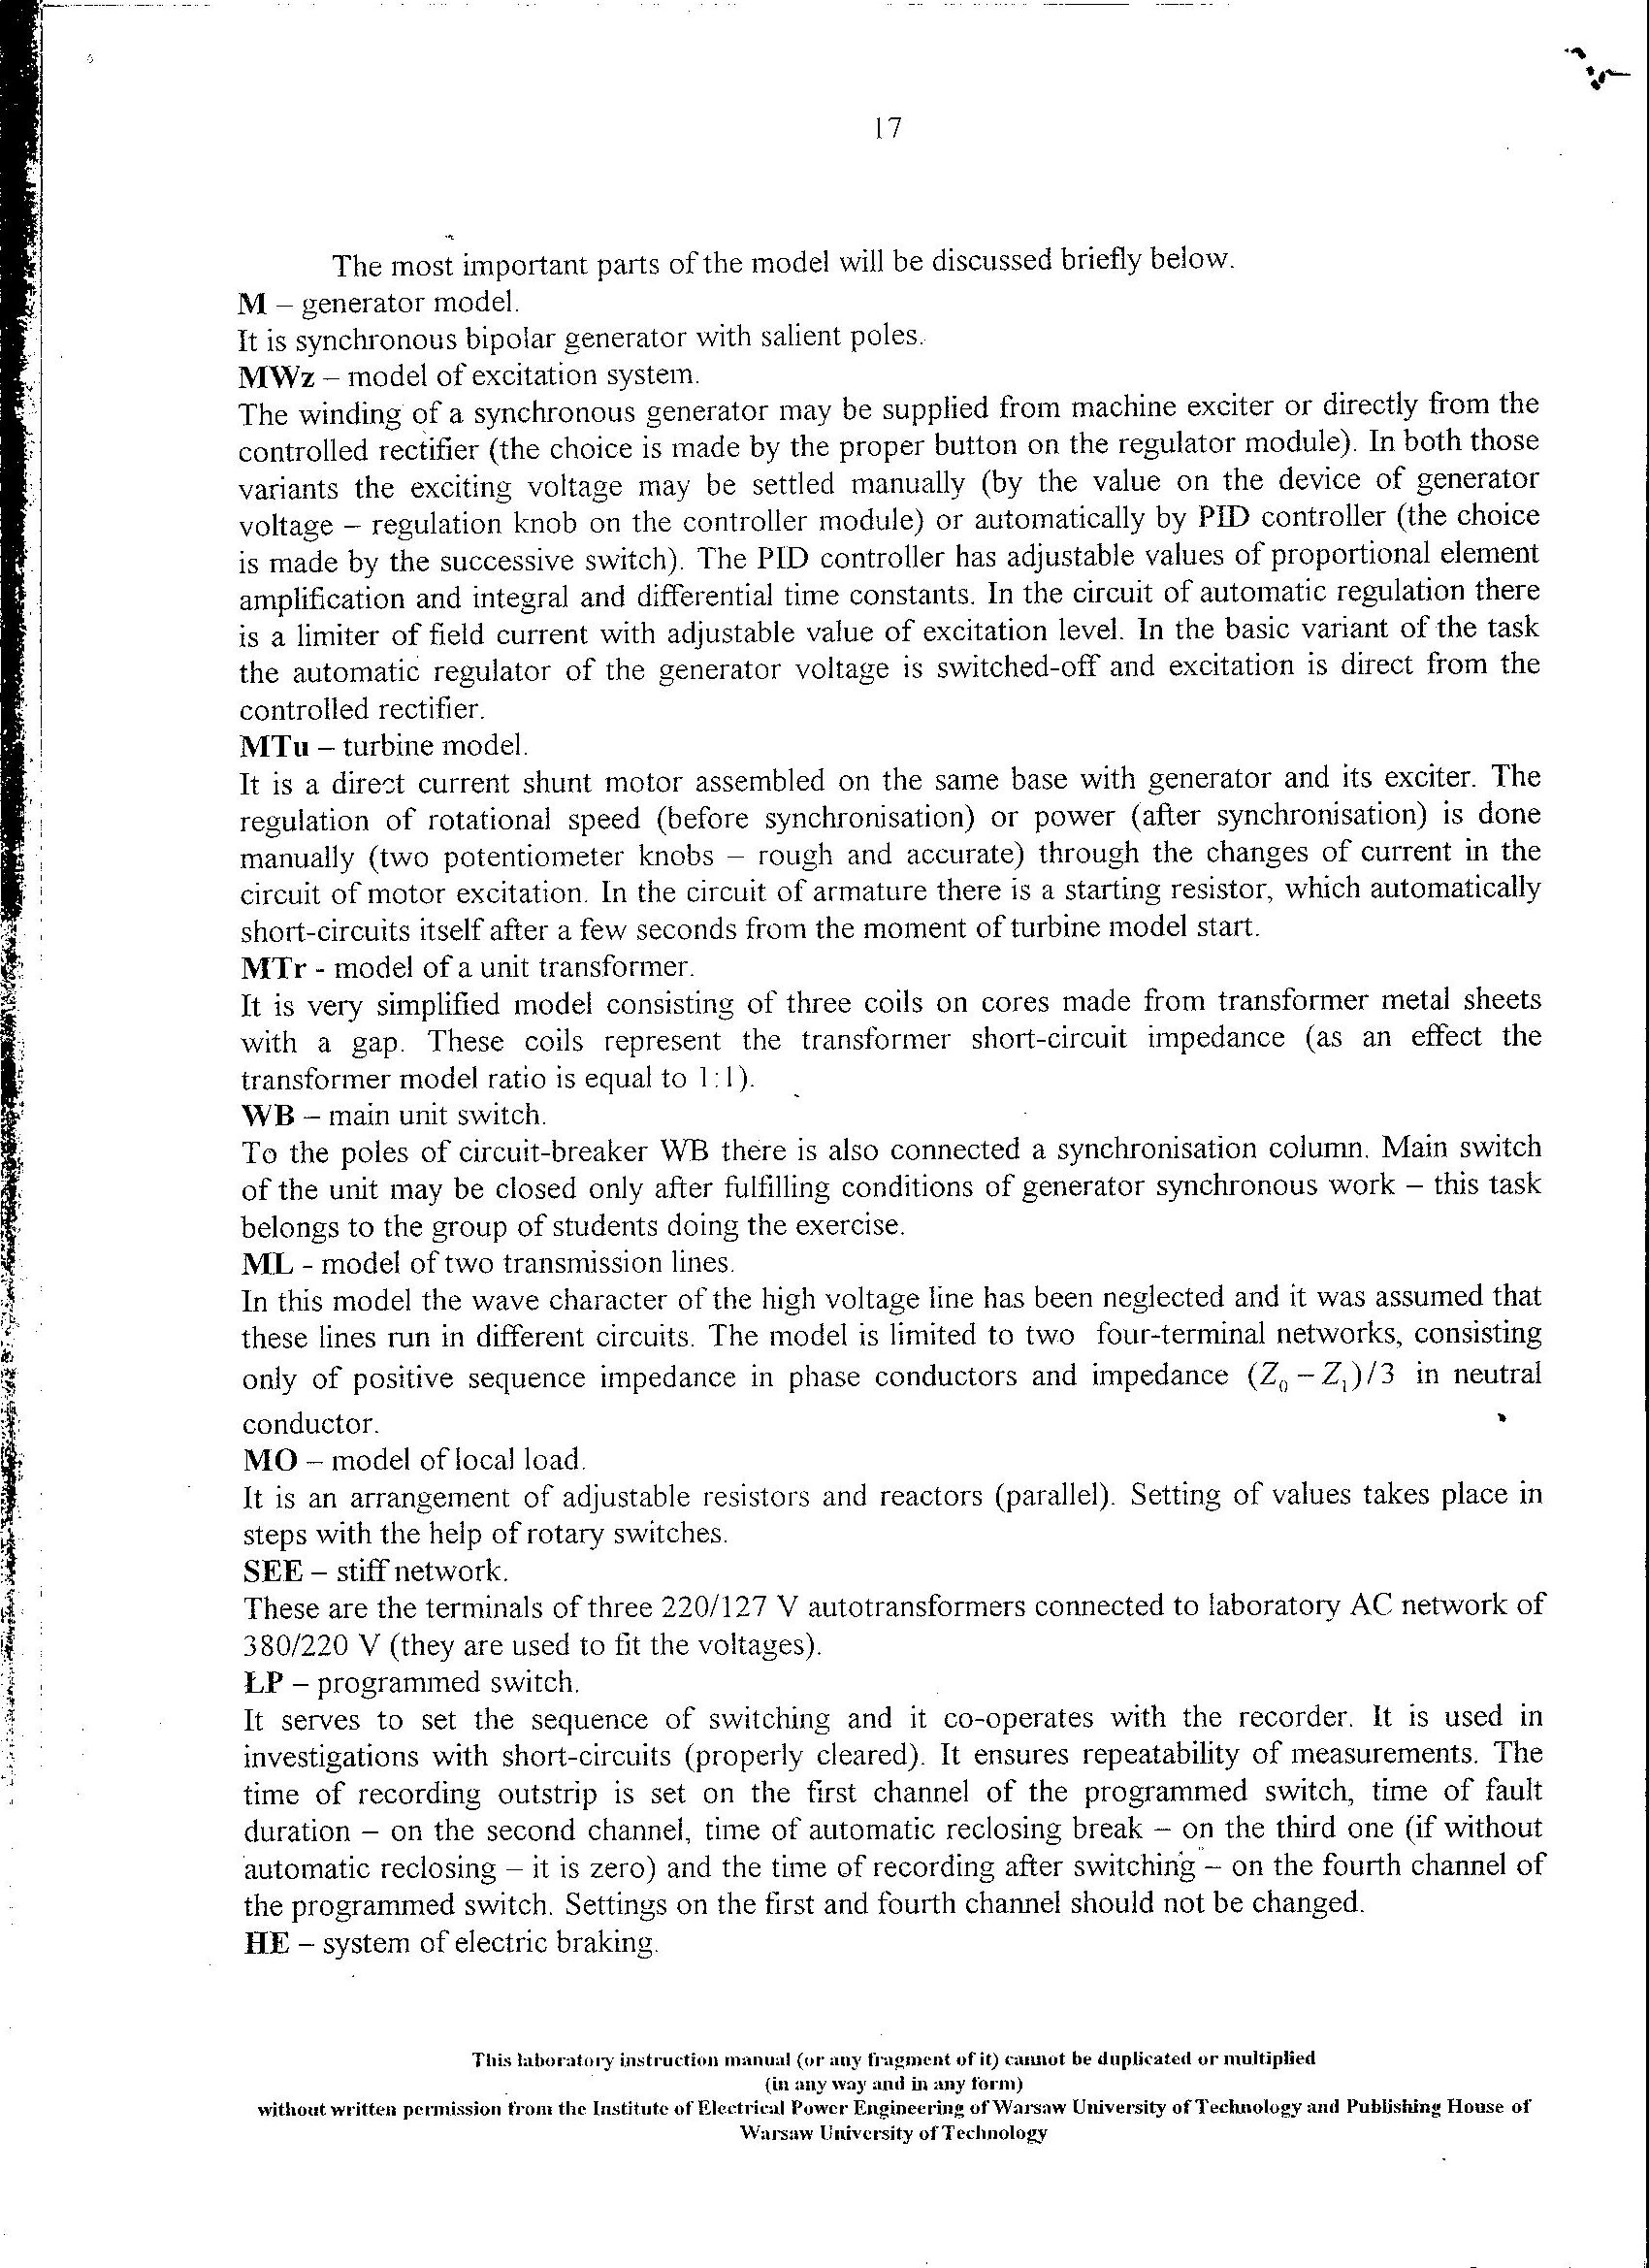 17
The most important parts of the model will be discussed briefly below.
M – generator model.
It is synchronous bipolar generator with salient poles.
MWz – model of excitation system.
The winding of a synchronous generator may be supplied from machine exciter or directly from the
controlled rectifier (the choice is made by the proper button on the regulator module). In both those
variants the exciting voltage may be settled manually (by the value on the device of generator
voltage – regulation knob on the controller module) or automatically by PID controller (the choice
is made by the successive switch). The PID controller has adjustable values of proportional element
amplification and integral and differential time constants. In the circuit of automatic regulation there
is a limiter of field current with adjustable value of excitation level. In the basic variant of the task
the automatic regulator of the generator voltage is switched-off and excitation is direct from the
controlled rectifier.
MTu – turbine model.
It is a direct current shunt motor assembled on the same base with generator and its exciter. The
regulation of rotational speed (before synchronisation) or power (after synchronisation) is done
manually (two potentiometer knobs – rough and accurate) through the changes of current in the
circuit of motor excitation. In the circuit of armature there is a starting resistor, which automatically
short-circuits itself after a few seconds from the moment of turbine model start.
MTr - model of a unit transformer.
It is very simplified model consisting of three coils on cores made from transformer metal sheets
with a gap. These coils represent the transformer short-circuit impedance (as an effect the
transformer model ratio is equal to 1:1).
WB – main unit switch.
To the poles of circuit-breaker WB there is also connected a synchronisation column. Main switch
of the unit may be closed only after fulfilling conditions of generator synchronous work – this task
belongs to the group of students doing the exercise.
ML - model of two transmission lines.
In this model the wave character of the high voltage line has been neglected and it was assumed that
these lines run in different circuits. The model is limited to two four-terminal networks, consisting
only of positive sequence impedance in phase conductors and impedance (Z₀ – Z₁)/3 in neutral
conductor.
MO – model of local load.
It is an arrangement of adjustable resistors and reactors (parallel). Setting of values takes place in
steps with the help of rotary switches.
SEE – stiff network.
These are the terminals of three 220/127 V autotransformers connected to laboratory AC network of
380/220 V (they are used to fit the voltages).
ŁP – programmed switch.
It serves to set the sequence of switching and it co-operates with the recorder. It is used in
investigations with short-circuits (properly cleared). It ensures repeatability of measurements. The
time of recording outstrip is set on the first channel of the programmed switch, time of fault
duration – on the second channel, time of automatic reclosing break – on the third one (if without
automatic reclosing – it is zero) and the time of recording after switching – on the fourth channel of
the programmed switch. Settings on the first and fourth channel should not be changed.
HE – system of electric braking.
This laboratory instruction manual (or any fragment of it) cannot be duplicated or multiplied
(in any way and in any form)
without written permission from the Institute of Electrical Power Engineering of Warsaw University of Technology and Publishing House of
Warsaw University of Technology